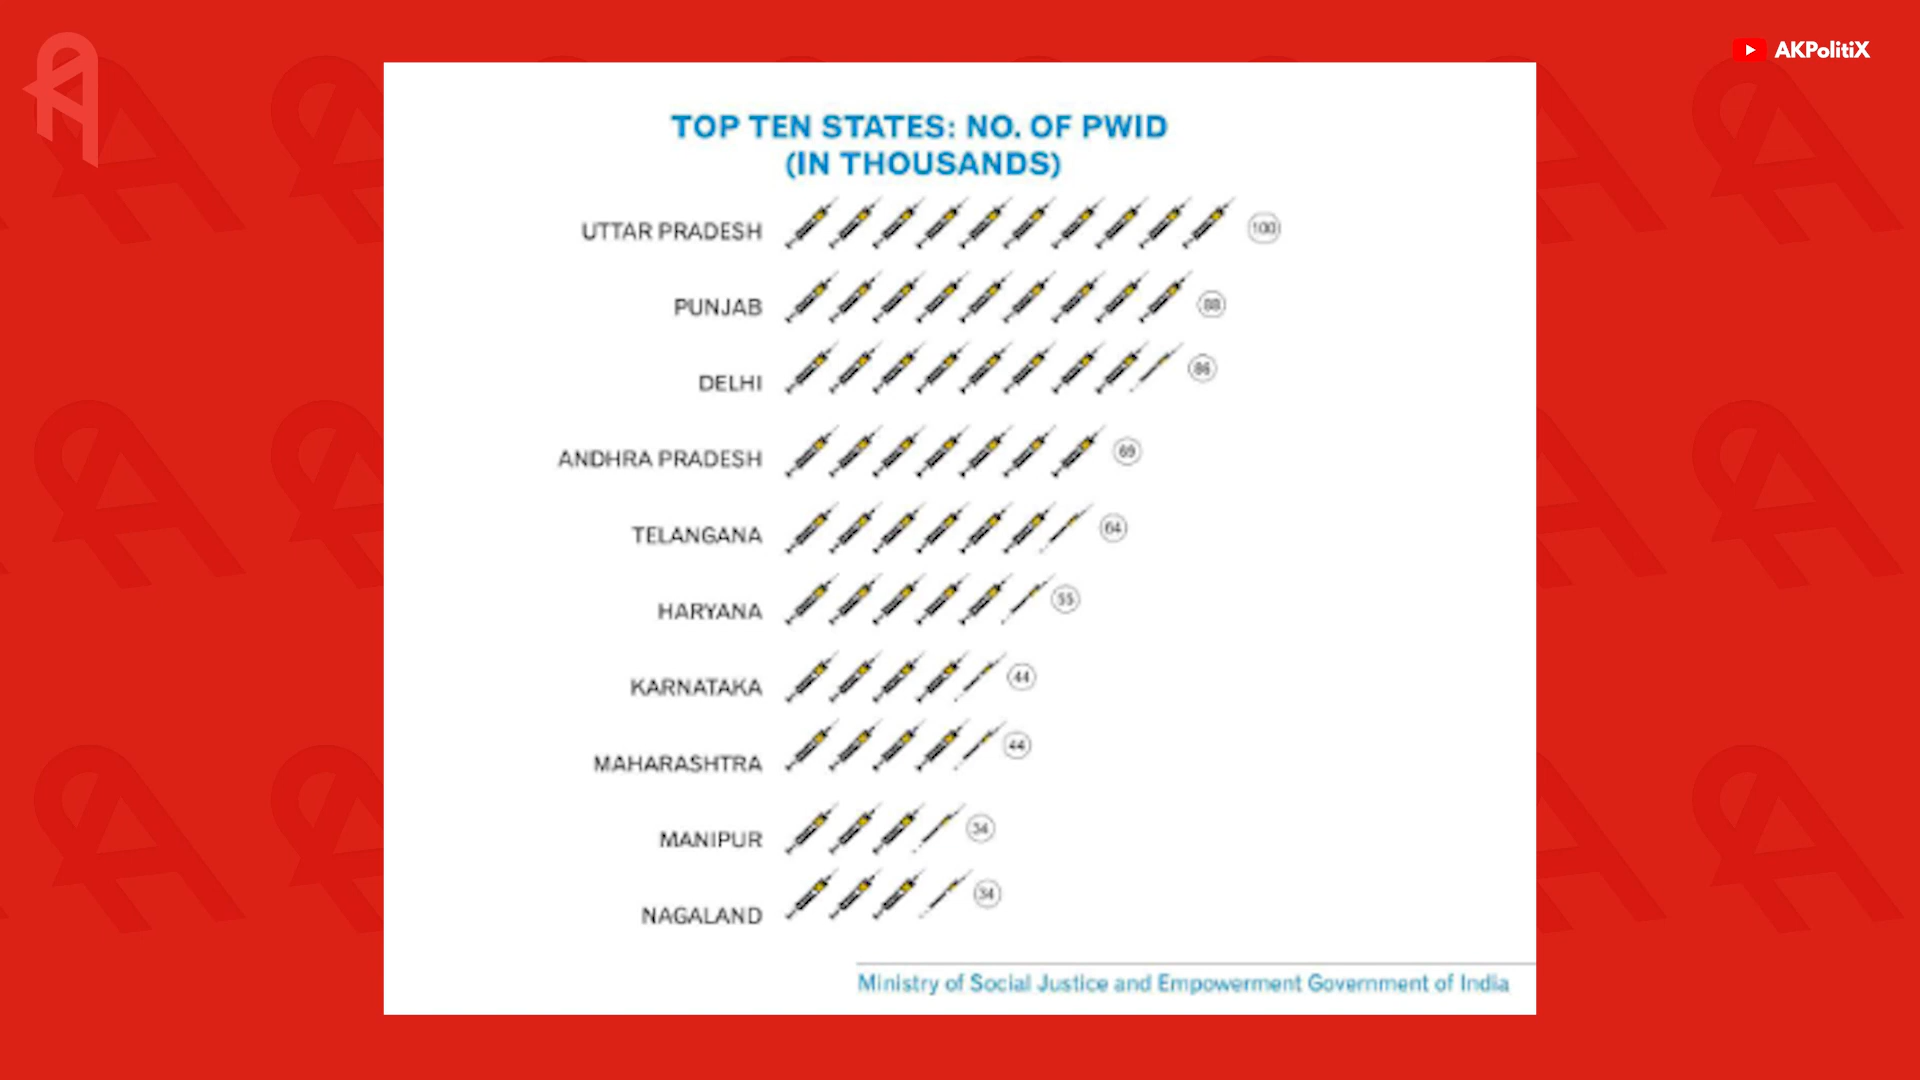 AKPolitiX
TOP TEN STATES: NO. OF PWID
(IN THOUSANDS)
UTTAR PRADESH 100
PUNJAB 88
DELHI 86
ANDHRA PRADESH 69
TELANGANA 64
HARYANA 55
KARNATAKA 44
MAHARASHTRA 44
MANIPUR 34
NAGALAND 34
Ministry of Social Justice and Empowerment Government of India